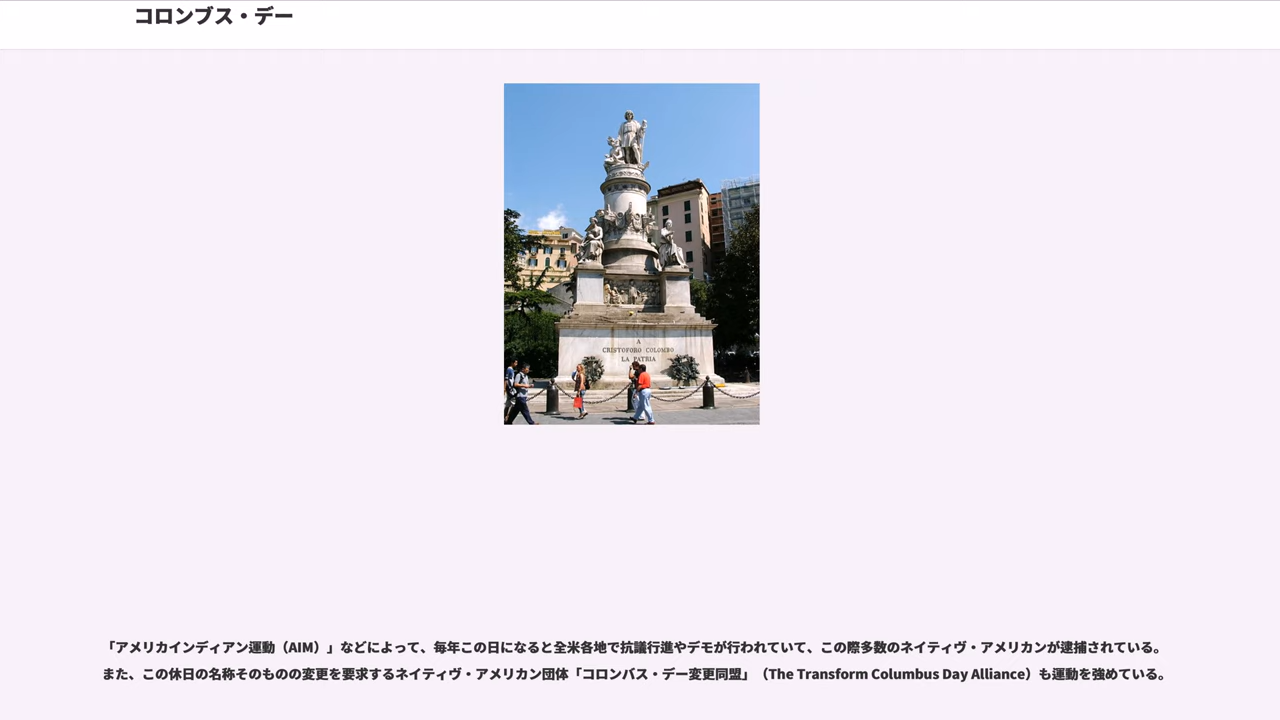 コロンブス・デー
A
CRISTOFORO COLOMBO
LA PATRIA
「アメリカインディアン運動（AIM）」などによって、毎年この日になると全米各地で抗議行進やデモが行われていて、この際多数のネイティヴ・アメリカンが逮捕されている。
また、この休日の名称そのものの変更を要求するネイティヴ・アメリカン団体「コロンバス・デー変更同盟」（The Transform Columbus Day Alliance）も運動を強めている。